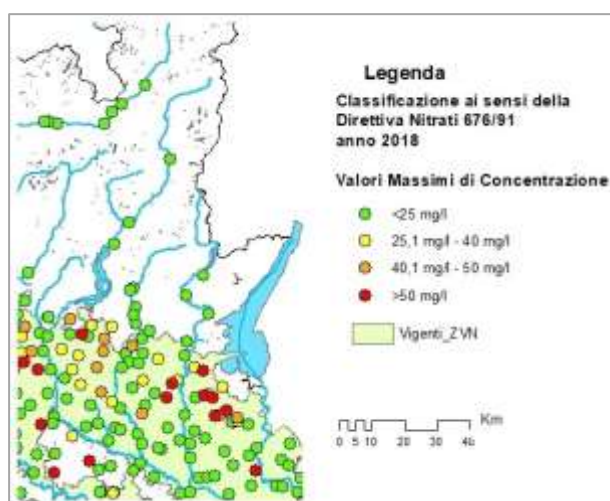 Legenda
Classificazione ai sensi della
Direttiva Nitrati 676/91
anno 2018
Valori Massimi di Concentrazione
<25 mg/l
25,1 mg/l - 40 mg/l
40,1 mg/l - 50 mg/l
>50 mg/l
Vigenti_ZVN
Km
0 5 10 20 30 40